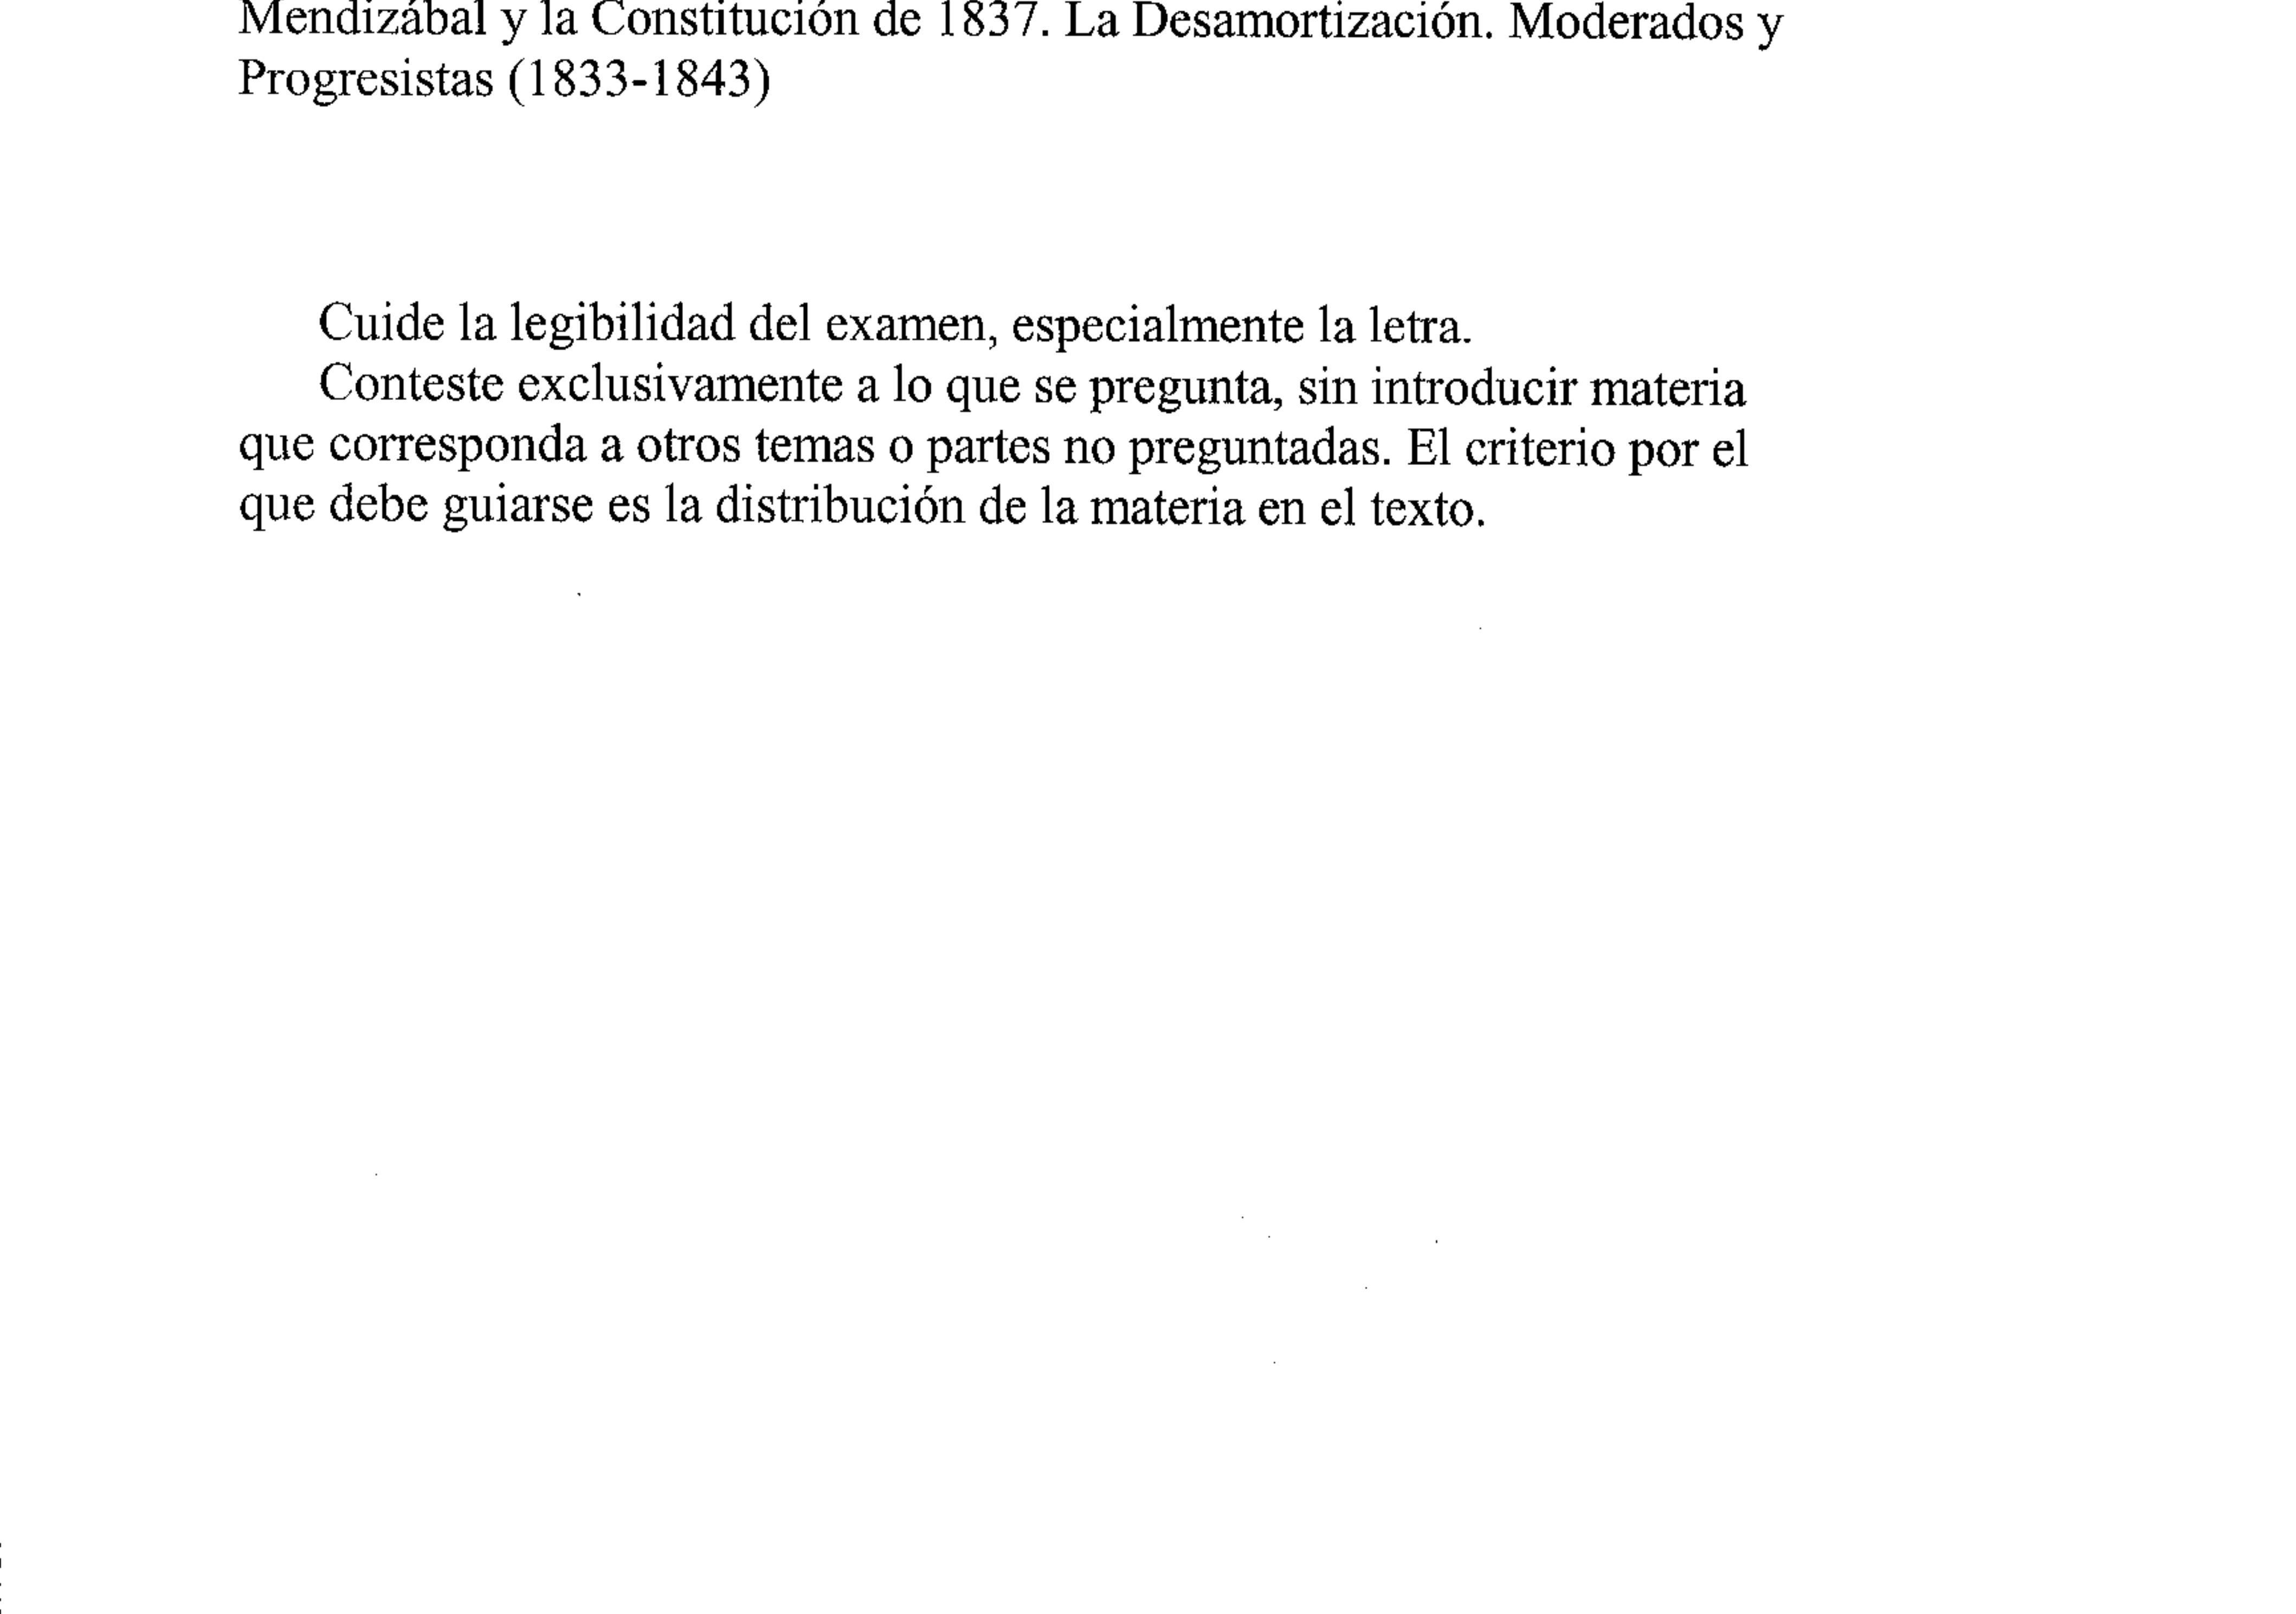 Mendizábal y la Constitución de 1837. La Desamortización. Moderados y
Progresistas (1833-1843)
Cuide la legibilidad del examen, especialmente la letra.
Conteste exclusivamente a lo que se pregunta, sin introducir materia
que corresponda a otros temas o partes no preguntadas. El criterio por el
que debe guiarse es la distribución de la materia en el texto.